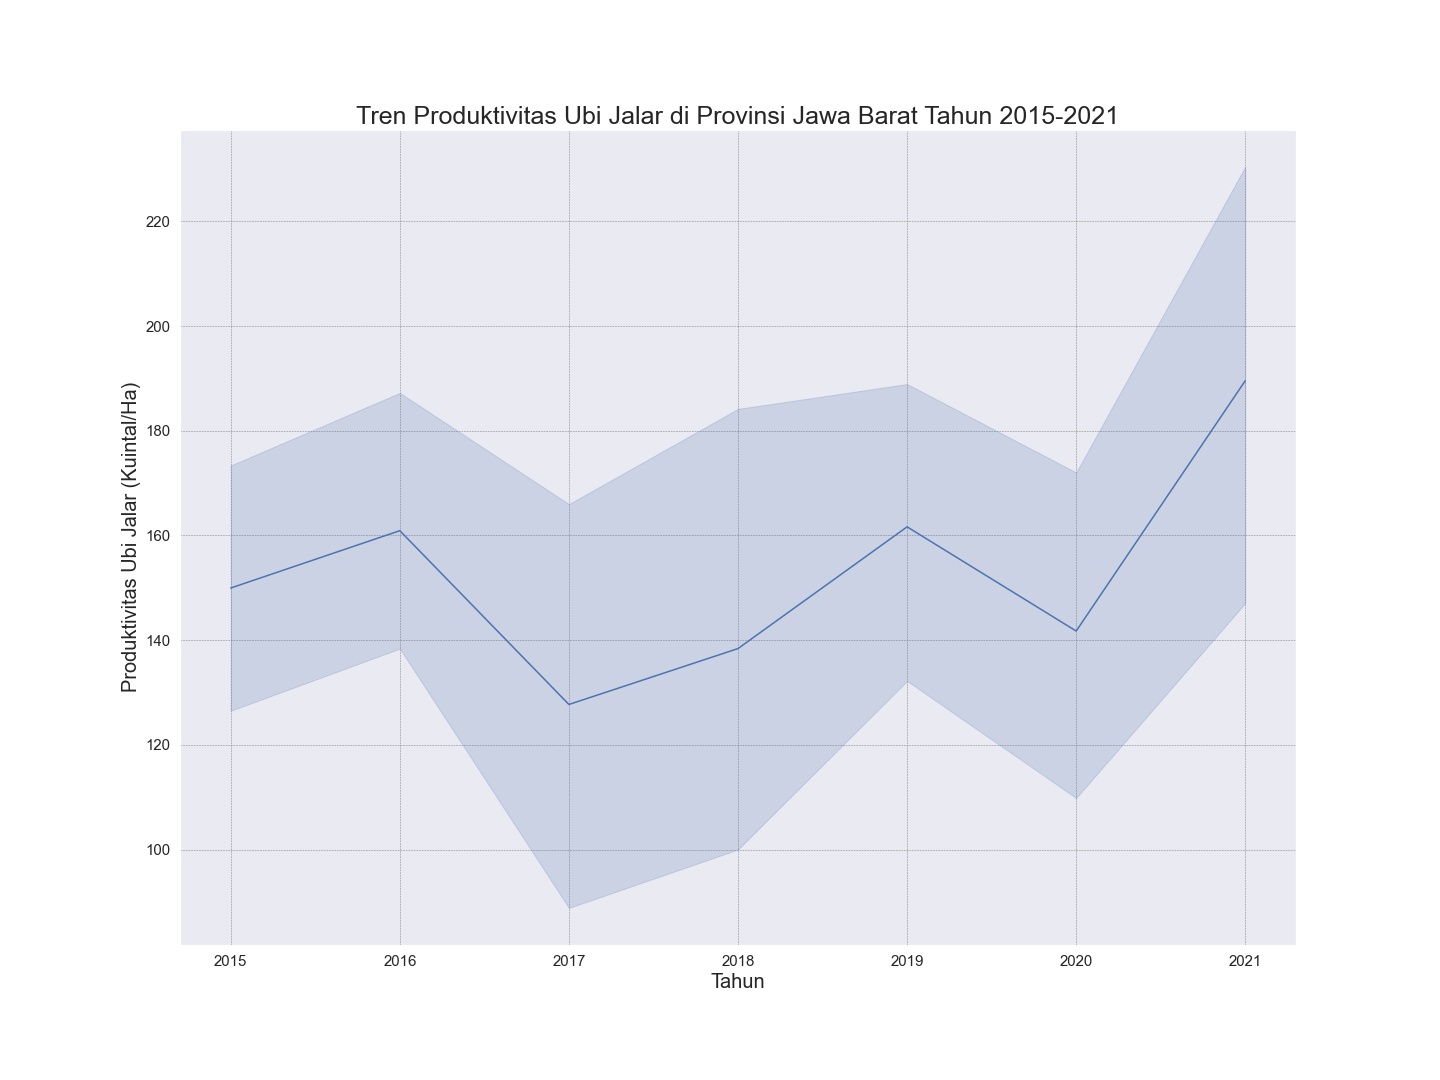 Tren Produktivitas Ubi Jalar di Provinsi Jawa Barat Tahun 2015-2021
Produktivitas Ubi Jalar (Kuintal/Ha)
220
200
180
160
140
120
100
2015 2016 2017 2018 2019 2020 2021
Tahun